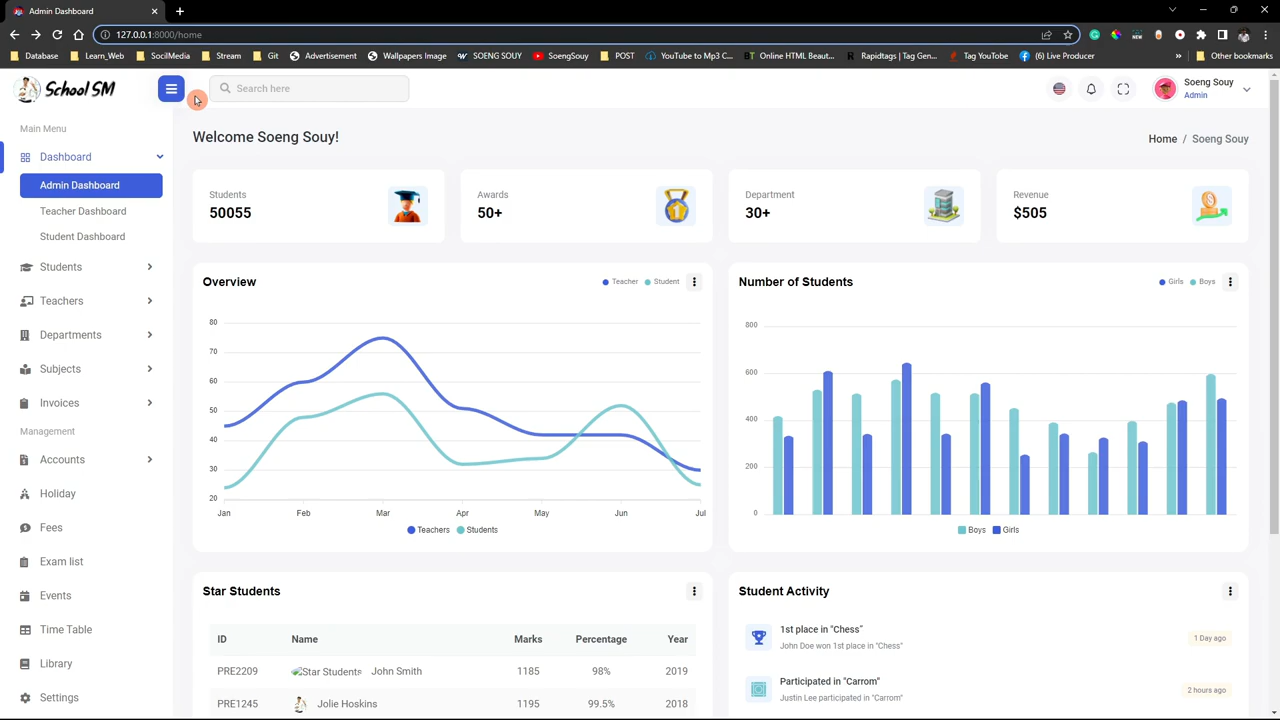 Admin Dashboard
127.0.0.1:8000/home
Database Learn_Web SocilMedia Stream Git Advertisement Wallpapers Image SOENG SOUY SoengSouy POST YouTube to Mp3 C... Online HTML Beaut... Rapidtags | Tag Gen... Tag YouTube (6) Live Producer » Other bookmarks
School SM
Search here
Soeng Souy
Admin
Main Menu
Dashboard
Admin Dashboard
Teacher Dashboard
Student Dashboard
Students
Teachers
Departments
Subjects
Invoices
Management
Accounts
Holiday
Fees
Exam list
Events
Time Table
Library
Settings
Welcome Soeng Souy!
Home / Soeng Souy
Students
50055
Awards
50+
Department
30+
Revenue
$505
Overview
Teacher Student
80
70
60
50
40
30
20
Jan Feb Mar Apr May Jun Jul
Teachers Students
Number of Students
Girls Boys
800
600
400
200
0
Boys Girls
Star Students
ID Name Marks Percentage Year
PRE2209 Star Students John Smith 1185 98% 2019
PRE1245 Jolie Hoskins 1195 99.5% 2018
Student Activity
1st place in "Chess"
John Doe won 1st place in "Chess"
1 Day ago
Participated in "Carrom"
Justin Lee participated in "Carrom"
2 hours ago